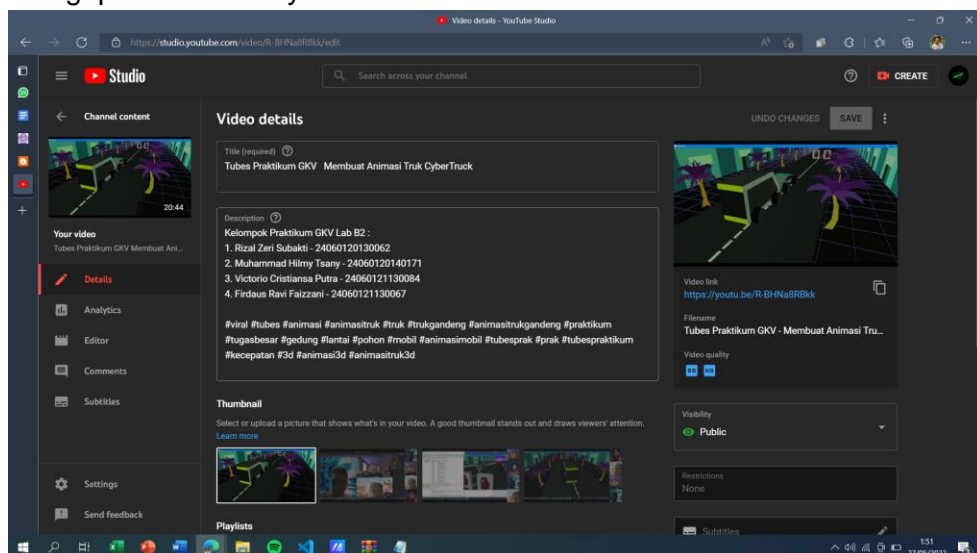 Video details - YouTube Studio
https://studio.youtube.com/video/R-BHNa8RBkk/edit
Studio
Search across your channel
CREATE
Channel content
20:44
Your video
Tubes Praktikum GKV Membuat Ani...
Details
Analytics
Editor
Comments
Subtitles
Settings
Send feedback
Video details
UNDO CHANGES
SAVE
Title (required)
Tubes Praktikum GKV Membuat Animasi Truk CyberTruck
Description
Kelompok Praktikum GKV Lab B2 :
1. Rizal Zeri Subakti - 24060120130062
2. Muhammad Hilmy Tsany - 24060120140171
3. Victorio Cristiansa Putra - 24060121130084
4. Firdaus Ravi Faizzani - 24060121130067
#viral #tubes #animasi #animasitruk #truk #trukgandeng #animasitrukgandeng #praktikum
#tugasbesar #gedung #lantai #pohon #mobil #animasimobil #tubesprak #prak #tubespraktikum
#kecepatan #3d #animasi3d #animasitruk3d
Thumbnail
Select or upload a picture that shows what's in your video. A good thumbnail stands out and draws viewers' attention.
Learn more
Playlists
Video link
https://youtu.be/R-BHNa8RBkk
Filename
Tubes Praktikum GKV - Membuat Animasi Tru...
Video quality
SD HD
Visibility
Public
Restrictions
None
Subtitles
1:51